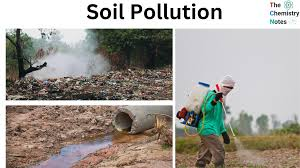 Soil Pollution
The
Chemistry
Notes